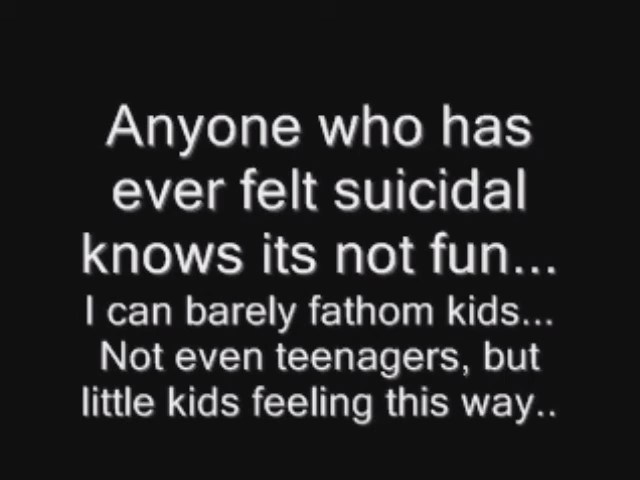 Anyone who has
ever felt suicidal
knows its not fun...
I can barely fathom kids...
Not even teenagers, but
little kids feeling this way..